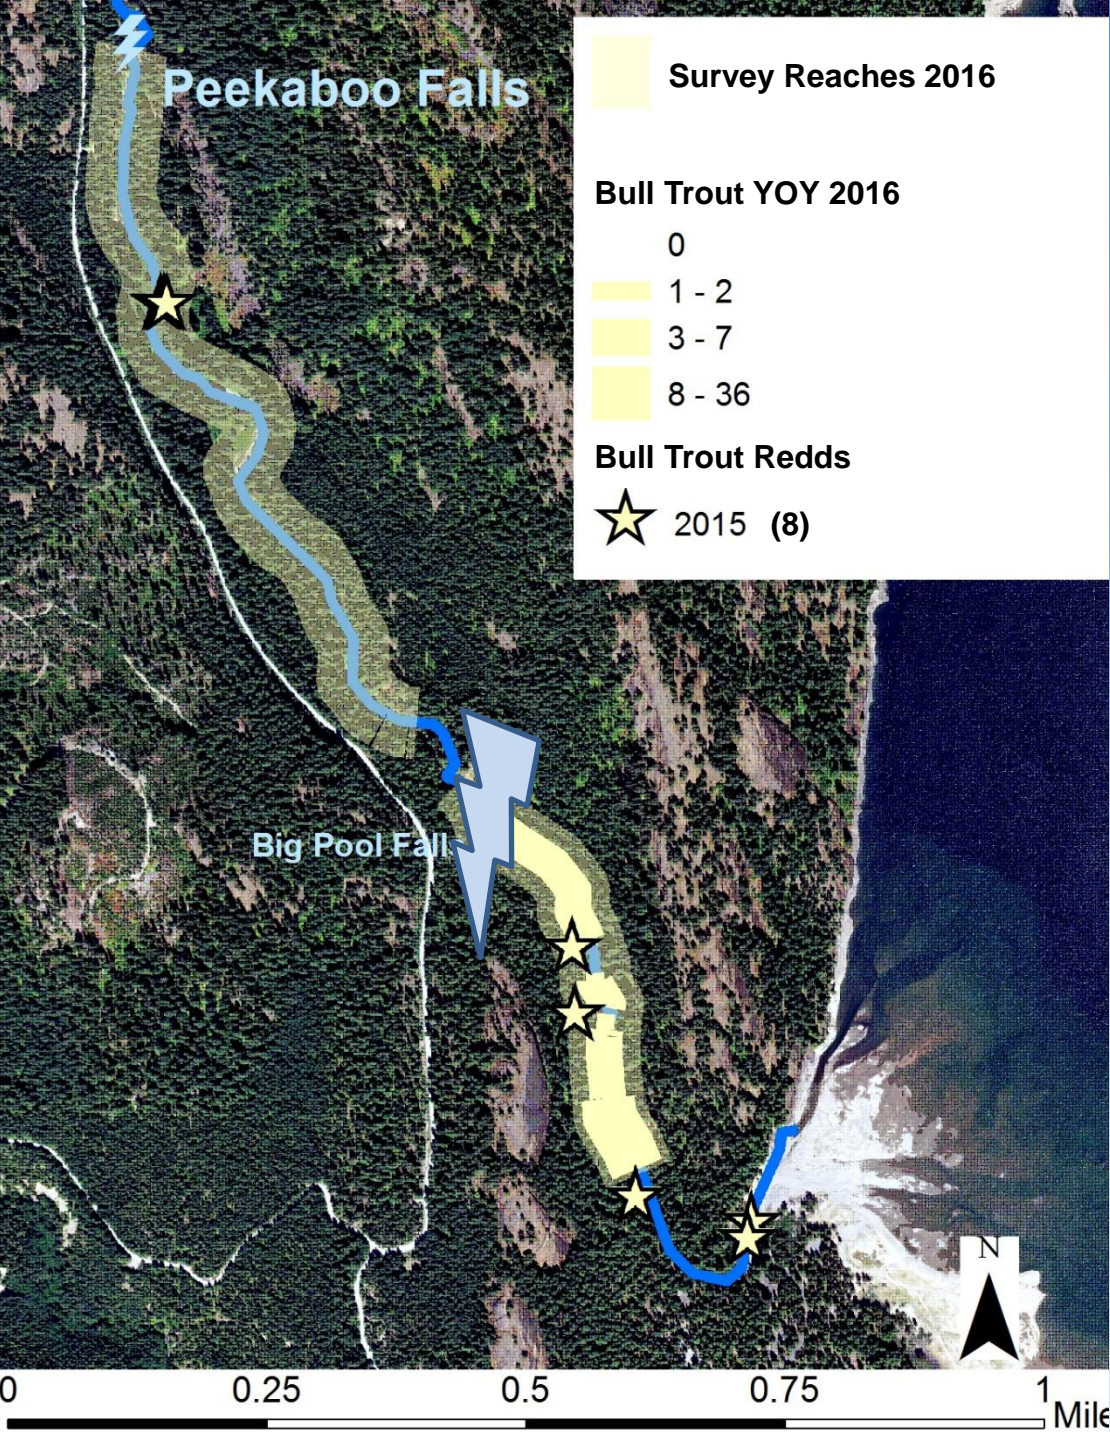 Peekaboo Falls
Survey Reaches 2016
Bull Trout YOY 2016
0
1 - 2
3 - 7
8 - 36
Bull Trout Redds
2015 (8)
Big Pool Fall
N
0 0.25 0.5 0.75 1
Mile